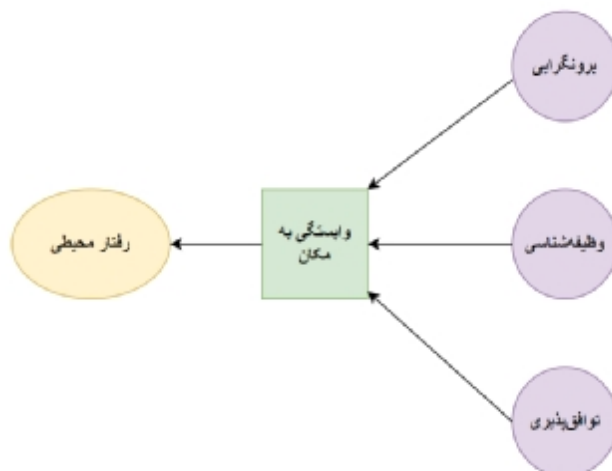 برونگرایی
وظیفه‌شناسی
توافق‌پذیری
وابستگی به
مکان
رفتار محیطی